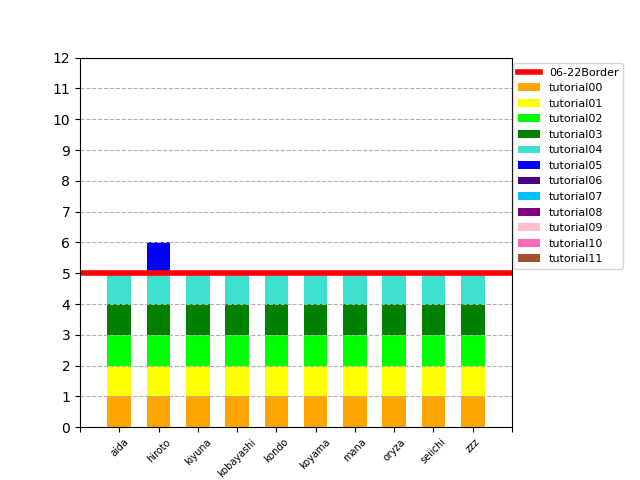 12
11
10
9
8
7
6
5
4
3
2
1
0
aida
hiroto
kiyuna
kobayashi
kondo
koyama
mana
oryza
seiichi
zzz
06-22Border
tutorial00
tutorial01
tutorial02
tutorial03
tutorial04
tutorial05
tutorial06
tutorial07
tutorial08
tutorial09
tutorial10
tutorial11